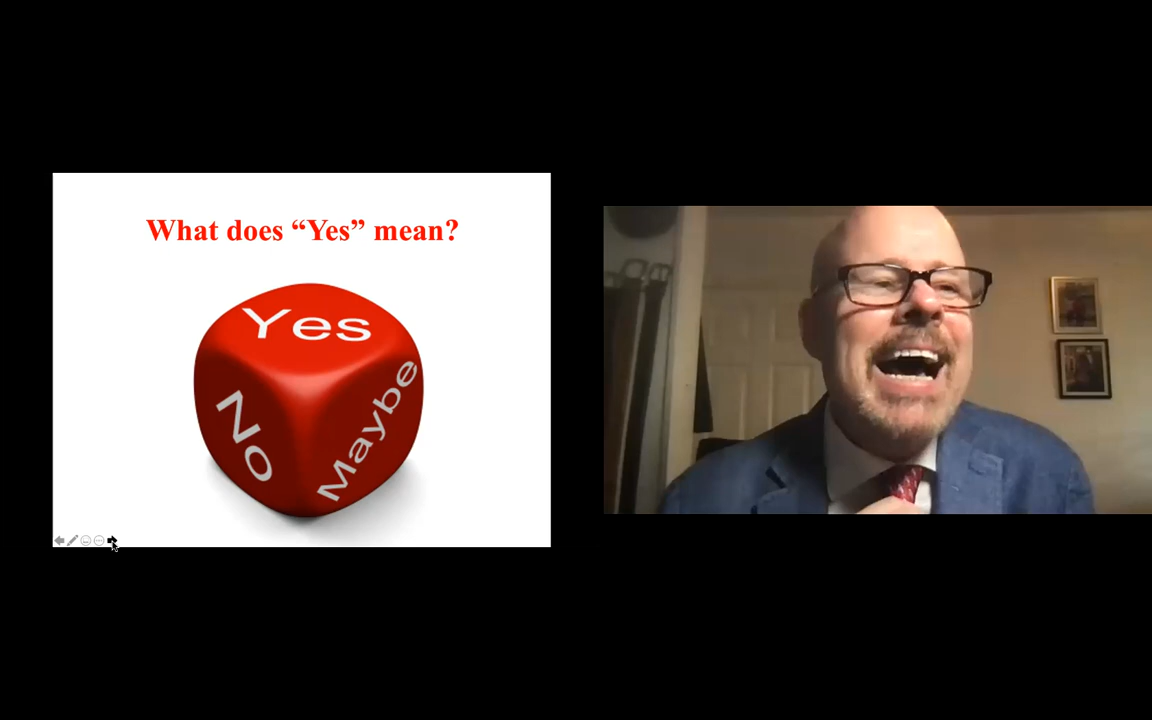 What does “Yes” mean?
Yes
No
Maybe